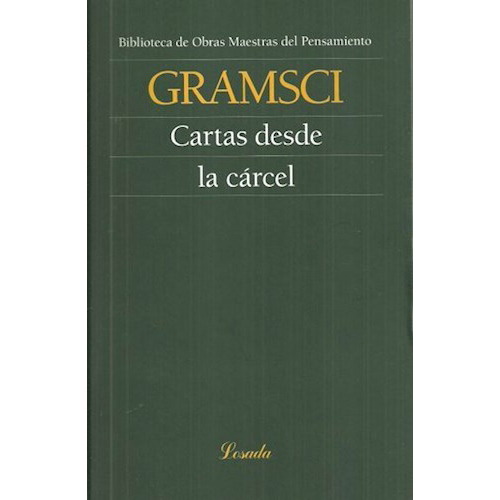 Biblioteca de Obras Maestras del Pensamiento
GRAMSCI
Cartas desde
la cárcel
Losada